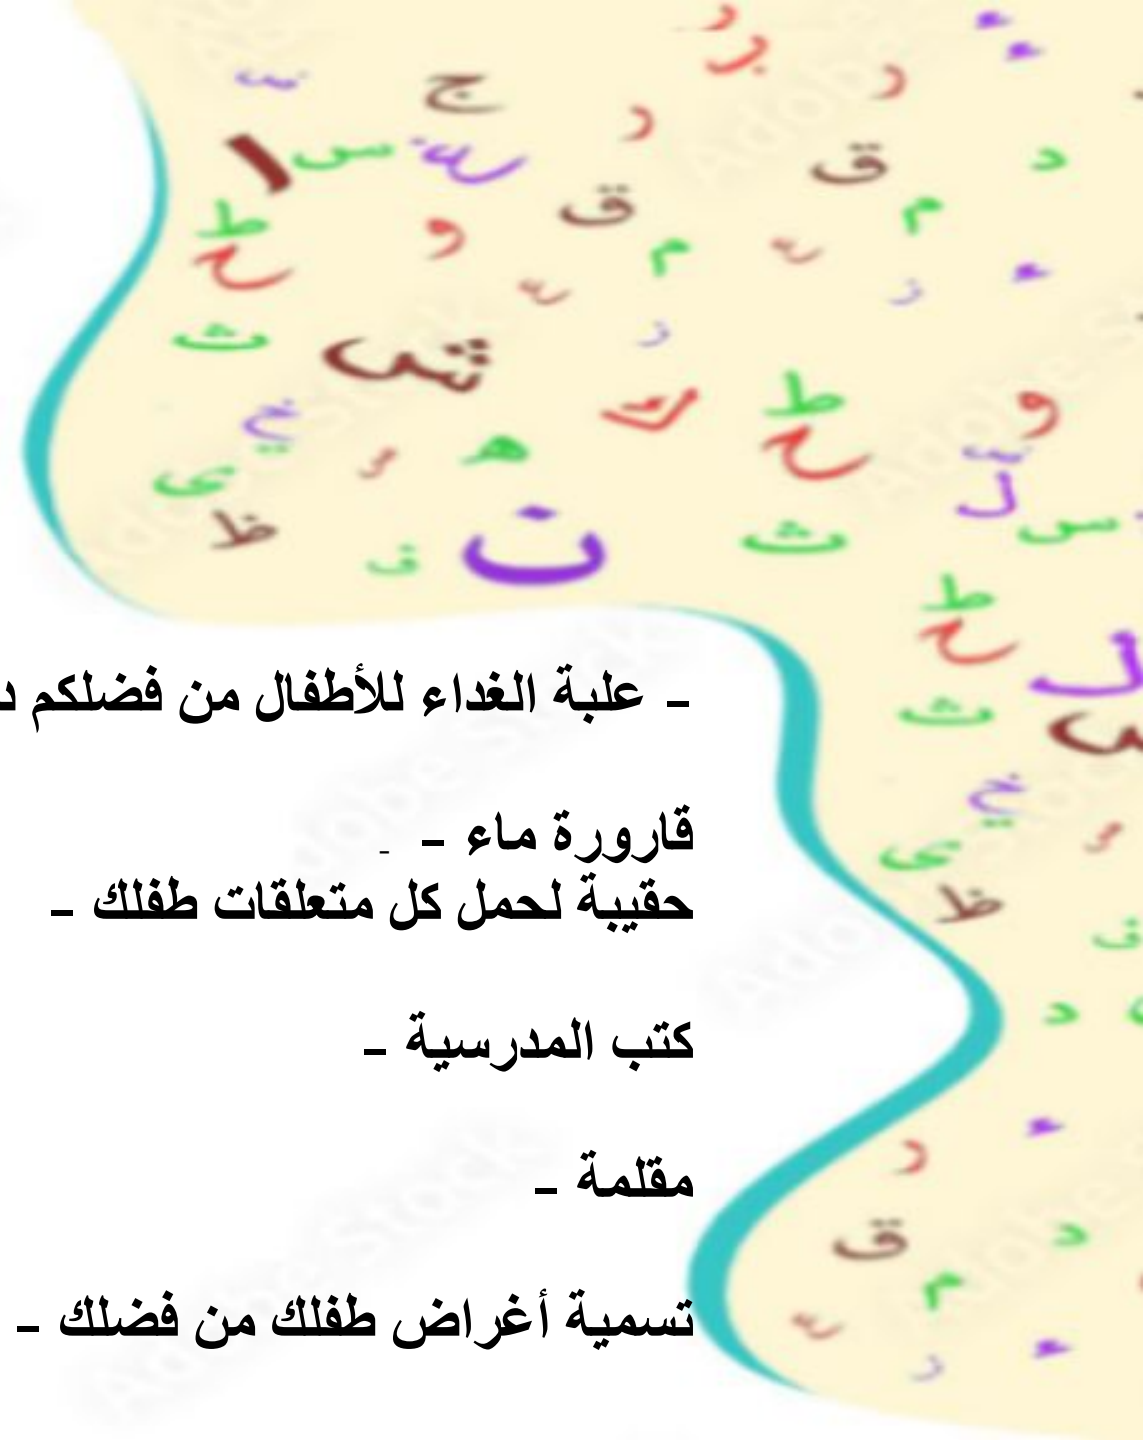 - علبة الغداء للأطفال من فضلكم
قارورة ماء - -
حقيبة لحمل كل متعلقات طفلك -
كتب المدرسية -
مقلمة -
تسمية أغراض طفلك من فضلك -